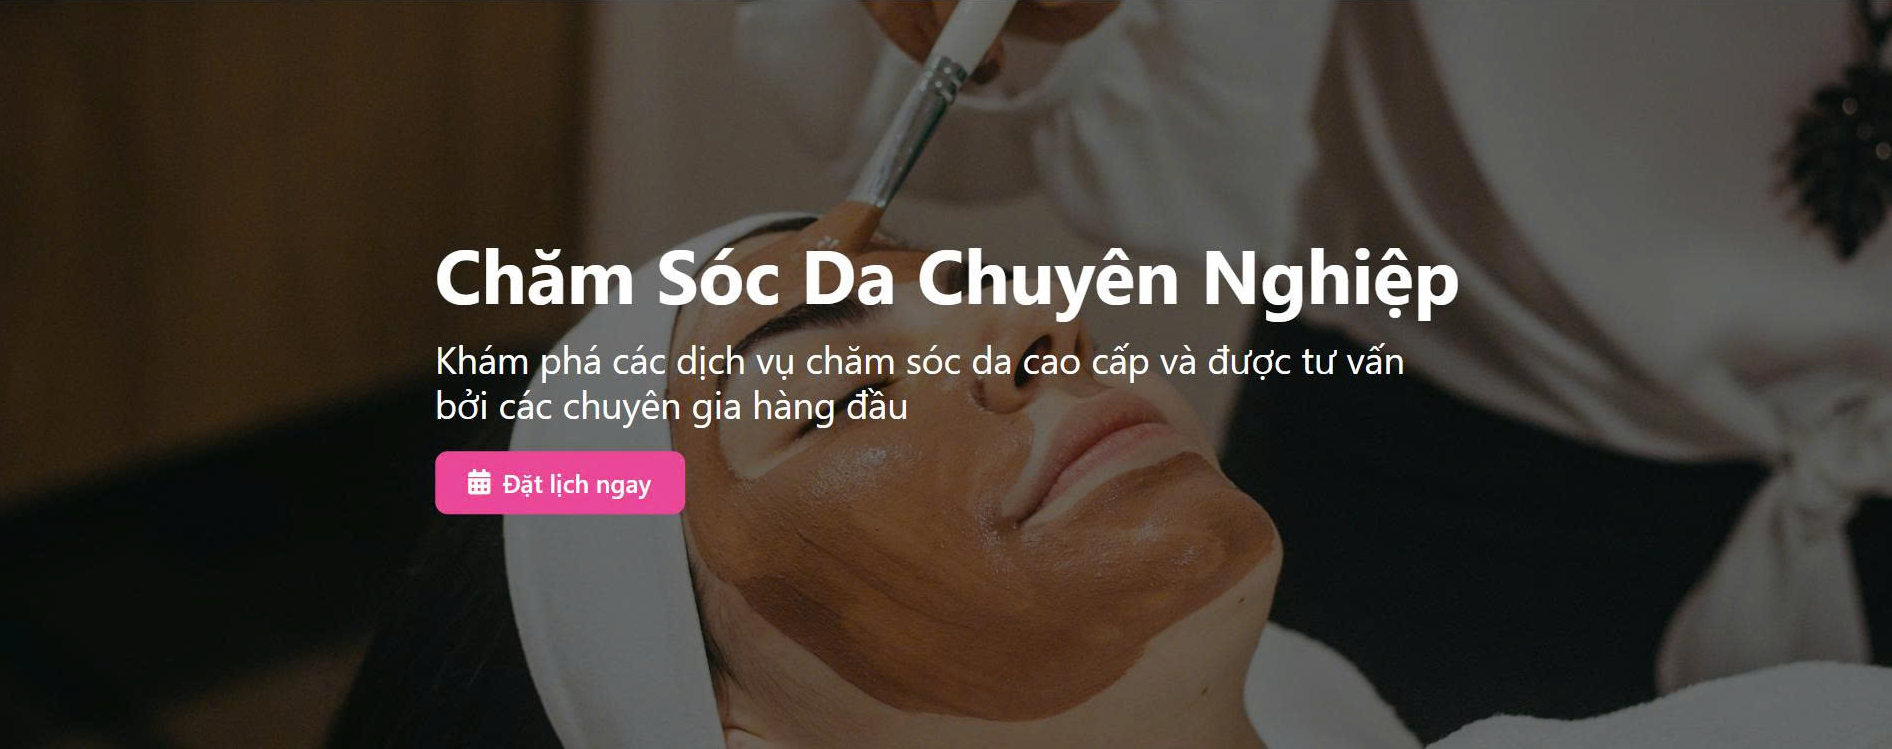 Chăm Sóc Da Chuyên Nghiệp
Khám phá các dịch vụ chăm sóc da cao cấp và được tư vấn
bởi các chuyên gia hàng đầu
Đặt lịch ngay